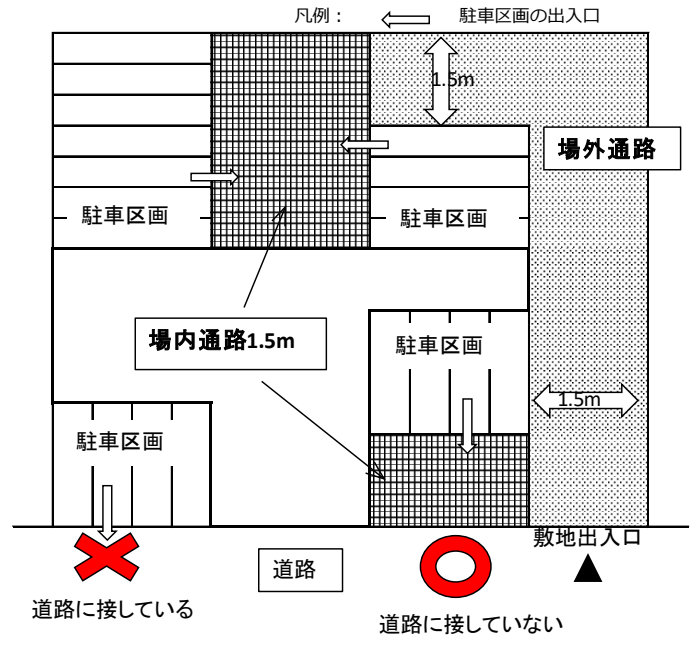 凡例： 駐車区画の出入口
1.5m
場外通路
駐車区画
駐車区画
場内通路1.5m
駐車区画
1.5m
駐車区画
敷地出入口
道路
道路に接している
道路に接していない